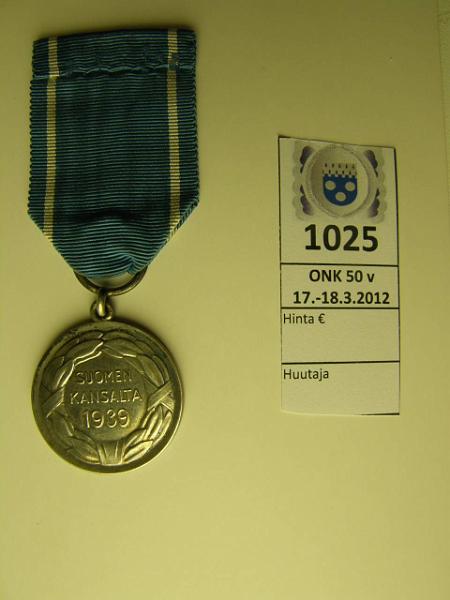 SUOMEN
KANSALTA
1939
1025
ONK 50 v
17.-18.3.2012
Hinta €
Huutaja